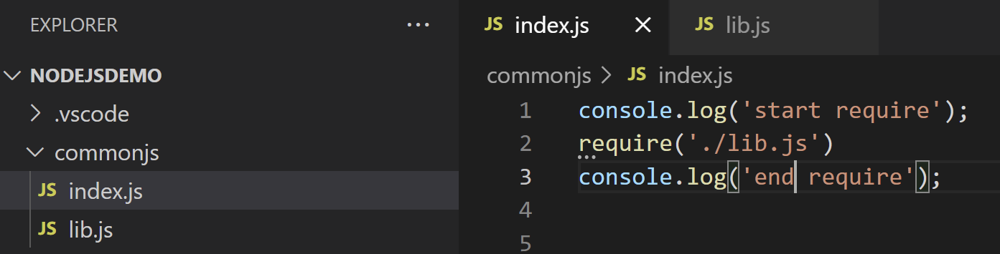 EXPLORER ...
NODEJSDEMO
.vscode
commonjs
JS index.js
JS lib.js
JS index.js
JS lib.js
commonjs > JS index.js
1 console.log('start require');
2 require('./lib.js')
3 console.log('end require');
4
5